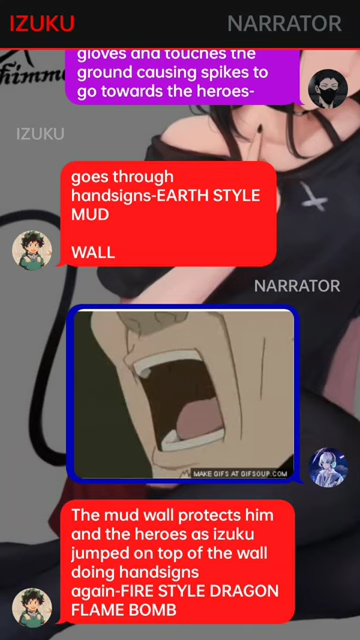 IZUKU
NARRATOR
gloves and touches the
ground causing spikes to
go towards the heroes-
IZUKU
goes through
handsigns-EARTH STYLE
MUD
WALL
NARRATOR
MAKE GIFS AT GIFSOUP.COM
The mud wall protects him
and the heroes as izuku
jumped on top of the wall
doing handsigns
again-FIRE STYLE DRAGON
FLAME BOMB